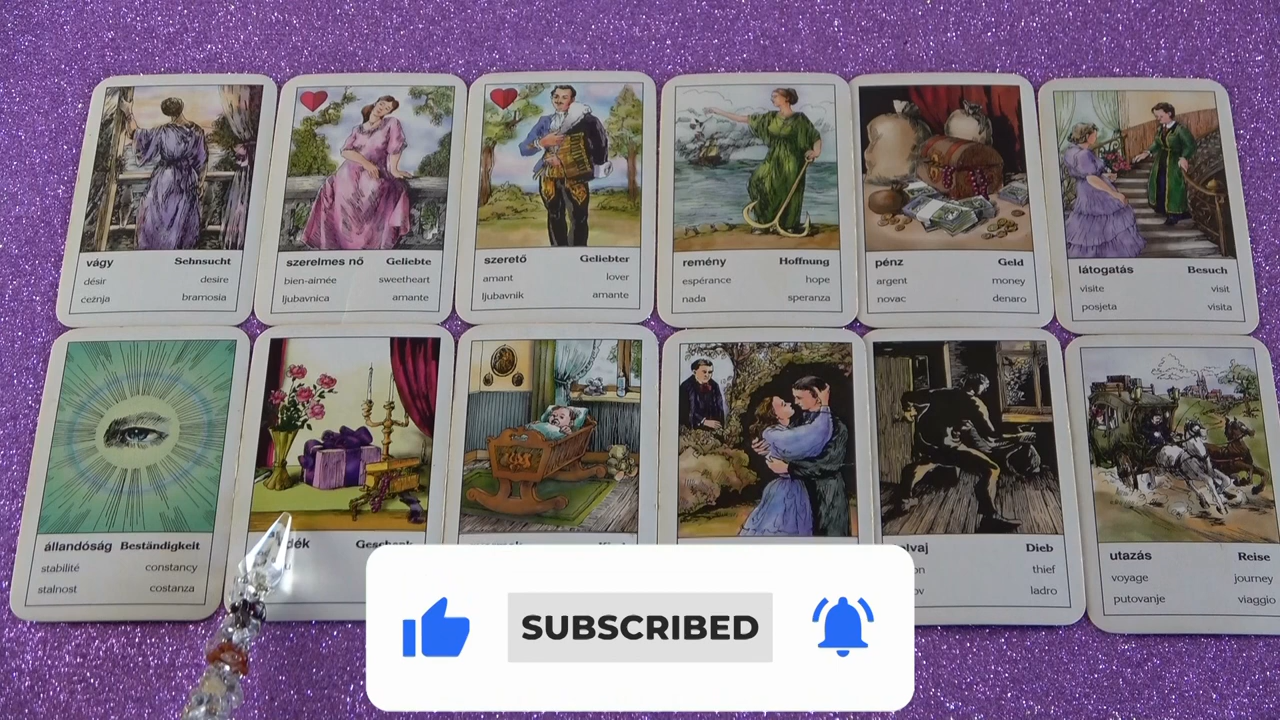 vágy Sehnsucht
désir desire
čežnja bramosia
szerelmes nő Geliebte
bien-aimée sweetheart
ljubavnica amante
szerető Geliebter
amant lover
ljubavnik amante
remény Hoffnung
espérance hope
nada speranza
pénz Geld
argent money
novac denaro
látogatás Besuch
visite visit
posjeta visita
állandóság Beständigkeit
stabilité constancy
stalnost costanza
Dieb
thief
ladro
utazás Reise
voyage journey
putovanje viaggio
SUBSCRIBED